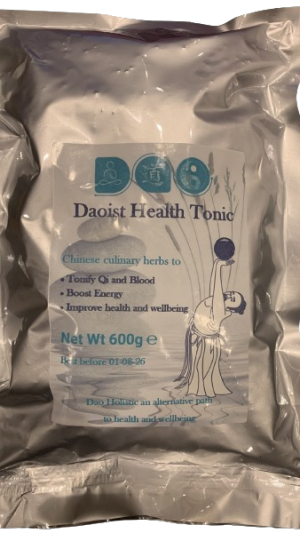 DAO
Daoist Health Tonic
Chinese culinary herbs to
• Tonify Qi and Blood
• Boost Energy
• Improve health and wellbeing
Net Wt 600g ℮
Best before 01-08-26
Dao Holistic an alternative path
to health and wellbeing